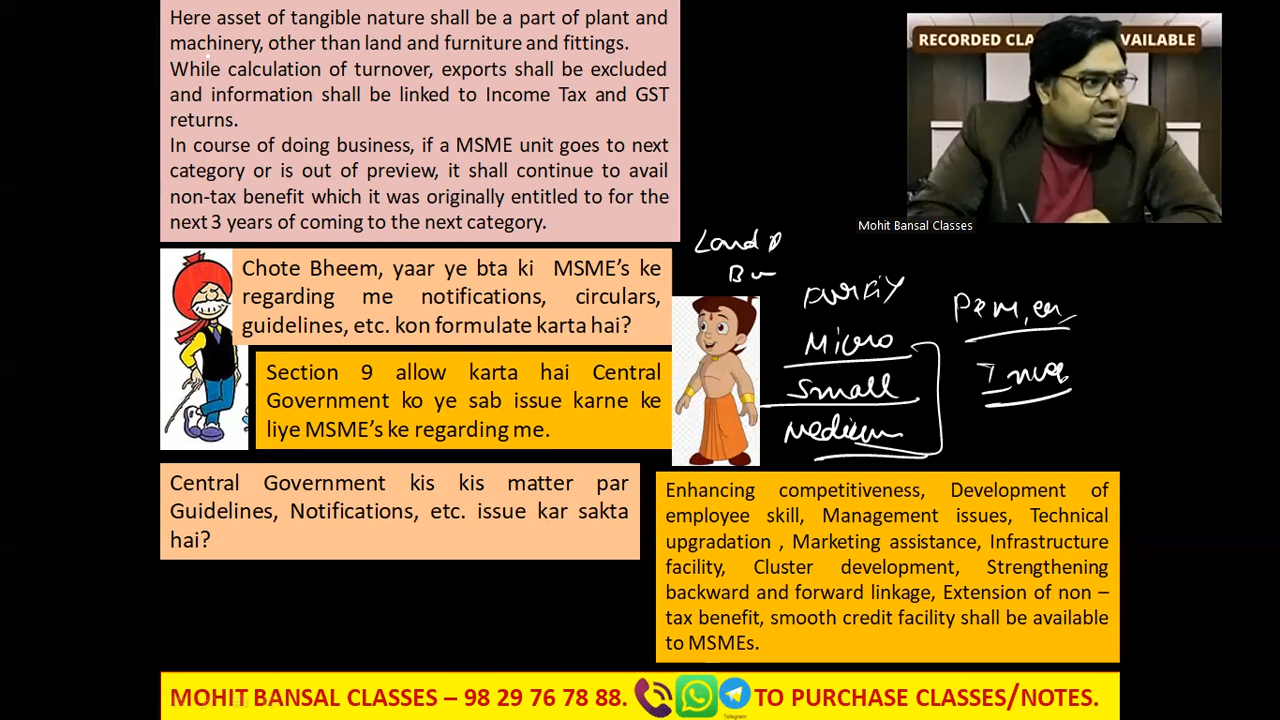 Here asset of tangible nature shall be a part of plant and
machinery, other than land and furniture and fittings.
While calculation of turnover, exports shall be excluded
and information shall be linked to Income Tax and GST
returns.
In course of doing business, if a MSME unit goes to next
category or is out of preview, it shall continue to avail
non-tax benefit which it was originally entitled to for the
next 3 years of coming to the next category.
RECORDED CLA VAILABLE
Mohit Bansal Classes
Chote Bheem, yaar ye bta ki MSME's ke
regarding me notifications, circulars,
guidelines, etc. kon formulate karta hai?
Section 9 allow karta hai Central
Government ko ye sab issue karne ke
liye MSME's ke regarding me.
Land
Micro
Small
Medium
Central Government kis kis matter par
Guidelines, Notifications, etc. issue kar sakta
hai?
Enhancing competitiveness, Development of
employee skill, Management issues, Technical
upgradation , Marketing assistance, Infrastructure
facility, Cluster development, Strengthening
backward and forward linkage, Extension of non –
tax benefit, smooth credit facility shall be available
to MSMEs.
MOHIT BANSAL CLASSES – 98 29 76 78 88. TO PURCHASE CLASSES/NOTES.
Telegram